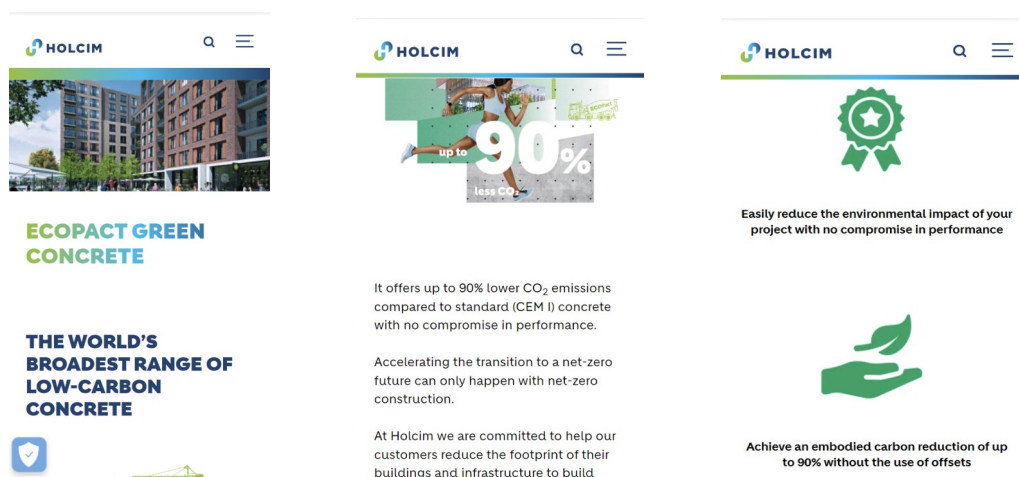 HOLCIM
ECOPACT GREEN
CONCRETE
THE WORLD'S
BROADEST RANGE OF
LOW-CARBON
CONCRETE
HOLCIM
ECOPact
up to 90%
less CO₂
It offers up to 90% lower CO₂ emissions
compared to standard (CEM I) concrete
with no compromise in performance.
Accelerating the transition to a net-zero
future can only happen with net-zero
construction.
At Holcim we are committed to help our
customers reduce the footprint of their
buildings and infrastructure to build
HOLCIM
Easily reduce the environmental impact of your
project with no compromise in performance
Achieve an embodied carbon reduction of up
to 90% without the use of offsets